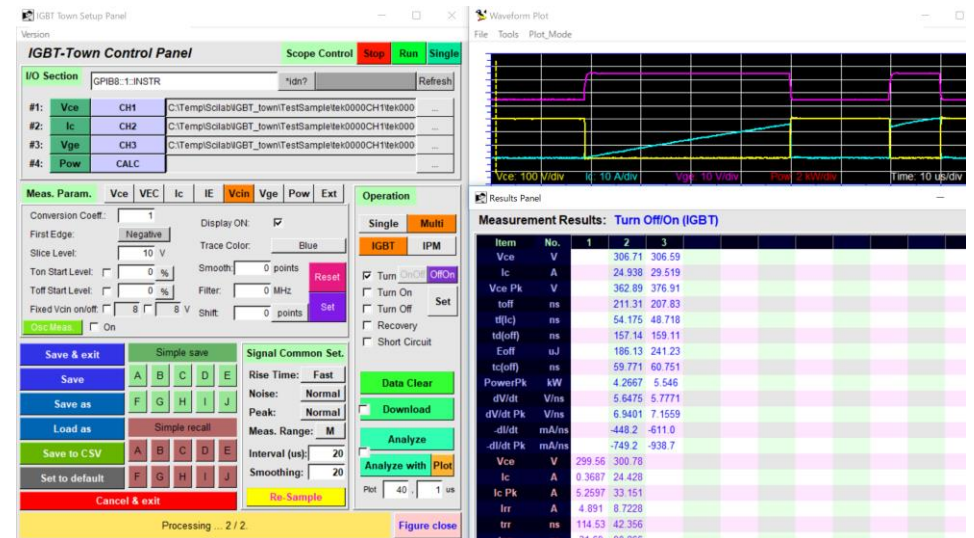 IGBT Town Setup Panel
Version
IGBT-Town Control Panel Scope Control Stop Run Single
I/O Section GPIB8::1::INSTR *idn? Refresh
#1: Vce CH1 C:\Temp\Scilab\IGBT_town\TestSample\tek0000CH1\tek000 ...
#2: Ic CH2 C:\Temp\Scilab\IGBT_town\TestSample\tek0000CH1\tek000 ...
#3: Vge CH3 C:\Temp\Scilab\IGBT_town\TestSample\tek0000CH1\tek000 ...
#4: Pow CALC ...
Meas. Param. Vce VEC Ic IE Vcin Vge Pow Ext
Conversion Coeff.: 1 Display ON:
First Edge: Negative
Slice Level: 10 V Trace Color: Blue
Ton Start Level: 0 % Smooth: 0 points Reset
Toff Start Level: 0 % Filter: 0 MHz
Fixed Vcin on/off: 8 8 V Shift: 0 points Set
Osc Meas. On
Operation
Single Multi
IGBT IPM
Turn OnOff OffOn
Turn On
Turn Off Set
Recovery
Short Circuit
Data Clear
Download
Analyze
Analyze with Plot
Plot 40 , 1 us
Save & exit
Save
Save as
Load as
Save to CSV
Set to default
Cancel & exit
Simple save
A B C D E
F G H I J
Simple recall
A B C D E
F G H I J
Signal Common Set.
Rise Time: Fast
Noise: Normal
Peak: Normal
Meas. Range: M
Interval (us): 20
Smoothing: 20
Re-Sample
Processing ... 2 / 2. Figure close
Waveform Plot
File Tools Plot_Mode
Vce: 100 V/div Ic: 10 A/div Vge: 10 V/div Pow: 2 kW/div Time: 10 us/div
Results Panel
Measurement Results: Turn Off/On (IGBT)
Item No. 1 2 3
Vce V 306.71 306.59
Ic A 24.938 29.519
Vce Pk V 362.89 376.91
toff ns 211.31 207.83
tf(Ic) ns 54.175 48.718
td(off) ns 157.14 159.11
Eoff uJ 186.13 241.23
tc(off) ns 59.771 60.751
PowerPk kW 4.2667 5.546
dV/dt V/ns 5.6475 5.7771
dV/dt Pk V/ns 6.9401 7.1559
-dI/dt mA/ns -448.2 -611.0
-dI/dt Pk mA/ns -749.2 -938.7
Vce V 299.56 300.78
Ic A 0.3687 24.428
Ic Pk A 5.2597 33.151
Irr A 4.891 8.7228
trr ns 114.53 42.356